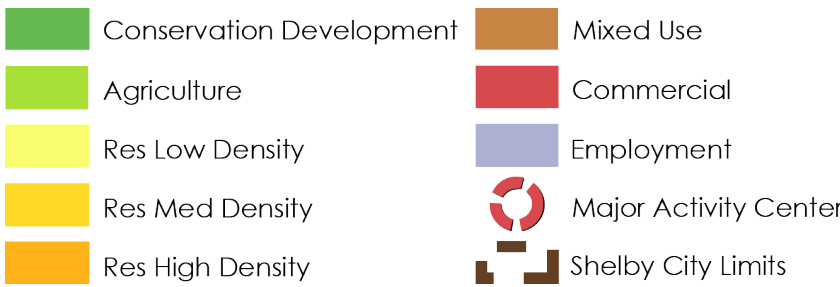 Conservation Development
Agriculture
Res Low Density
Res Med Density
Res High Density
Mixed Use
Commercial
Employment
Major Activity Center
Shelby City Limits